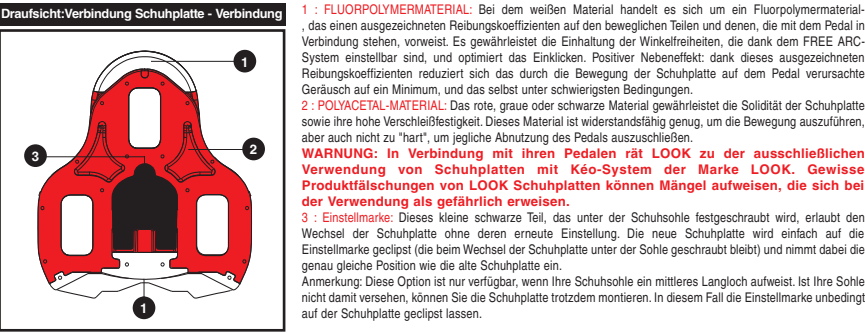 Draufsicht:Verbindung Schuhplatte - Verbindung
1
2
3
1
1 : FLUORPOLYMERMATERIAL: Bei dem weißen Material handelt es sich um ein Fluorpolymermaterial-
, das einen ausgezeichneten Reibungskoeffizienten auf den beweglichen Teilen und denen, die mit dem Pedal in
Verbindung stehen, vorweist. Es gewährleistet die Einhaltung der Winkelfreiheiten, die dank dem FREE ARC-
System einstellbar sind, und optimiert das Einklicken. Positiver Nebeneffekt: dank dieses ausgezeichneten
Reibungskoeffizienten reduziert sich das durch die Bewegung der Schuhplatte auf dem Pedal verursachte
Geräusch auf ein Minimum, und das selbst unter schwierigsten Bedingungen.
2 : POLYACETAL-MATERIAL: Das rote, graue oder schwarze Material gewährleistet die Solidität der Schuhplatte
sowie ihre hohe Verschleißfestigkeit. Dieses Material ist widerstandsfähig genug, um die Bewegung auszuführen,
aber auch nicht zu "hart", um jegliche Abnutzung des Pedals auszuschließen.
WARNUNG: In Verbindung mit ihren Pedalen rät LOOK zu der ausschließlichen
Verwendung von Schuhplatten mit Kéo-System der Marke LOOK. Gewisse
Produktfälschungen von LOOK Schuhplatten können Mängel aufweisen, die sich bei
der Verwendung als gefährlich erweisen.
3 : Einstellmarke: Dieses kleine schwarze Teil, das unter der Schuhsohle festgeschraubt wird, erlaubt den
Wechsel der Schuhplatte ohne deren erneute Einstellung. Die neue Schuhplatte wird einfach auf die
Einstellmarke geclipst (die beim Wechsel der Schuhplatte unter der Sohle geschraubt bleibt) und nimmt dabei die
genau gleiche Position wie die alte Schuhplatte ein.
Anmerkung: Diese Option ist nur verfügbar, wenn Ihre Schuhsohle ein mittleres Langloch aufweist. Ist Ihre Sohle
nicht damit versehen, können Sie die Schuhplatte trotzdem montieren. In diesem Fall die Einstellmarke unbedingt
auf der Schuhplatte geclipst lassen.